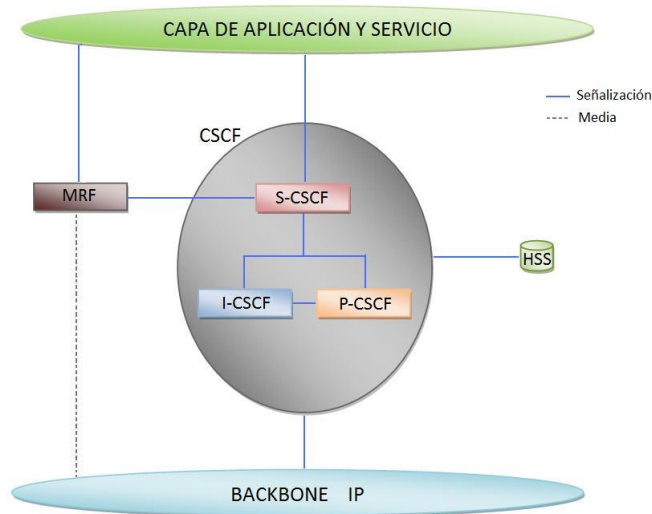 CAPA DE APLICACIÓN Y SERVICIO
Señalización
Media
CSCF
MRF
S-CSCF
HSS
I-CSCF
P-CSCF
BACKBONE IP